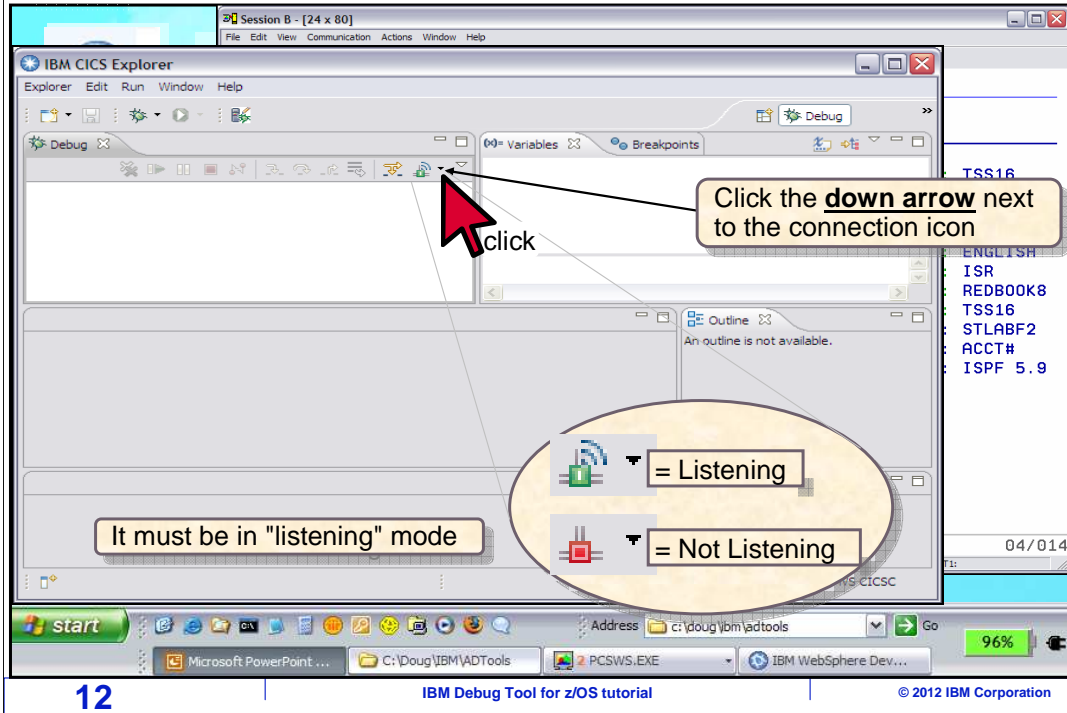 Session B - [24 x 80]
File Edit View Communication Actions Window Help
IBM CICS Explorer
Explorer Edit Run Window Help
Debug
»
Debug
(x)= Variables
Breakpoints
: TSS16
Click the down arrow next
to the connection icon
click
: ENGLISH
: ISR
: REDBOOK8
: TSS16
: STLABF2
: ACCT#
: ISPF 5.9
Outline
An outline is not available.
= Listening
= Not Listening
It must be in "listening" mode
04/014
CICSC
start
Address c:\doug\ibm\adtools
Go
96%
Microsoft PowerPoint ...
C:\Doug\IBM\ADTools
2 PCSWS.EXE
IBM WebSphere Dev...
12
IBM Debug Tool for z/OS tutorial
© 2012 IBM Corporation